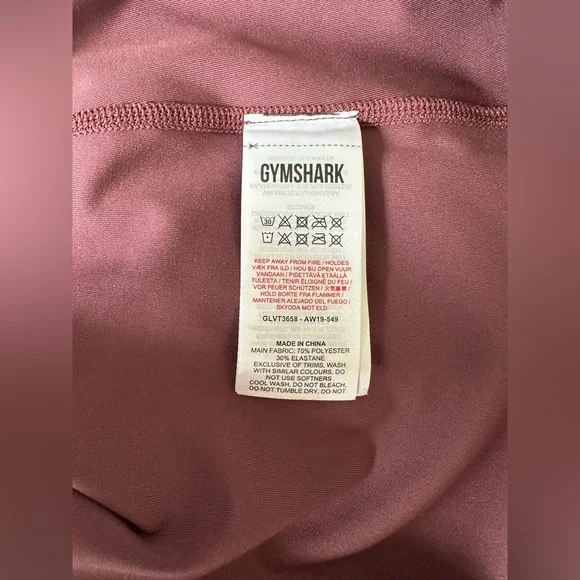 GYMSHARK
30
KEEP AWAY FROM FIRE / HOLDES
VÆK FRA ILD / HOU BIJ OPEN VUUR
VANDAAN / PIDETTÄVÄ ETÄÄLLÄ
TULESTA / TENIR ÉLOIGNÉ DU FEU /
VOR FEUER SCHÜTZEN / 火気厳禁 /
HOLD BORTE FRA FLAMMER /
MANTENER ALEJADO DEL FUEGO /
SKYDDA MOT ELD
GLVT3658 - AW19-549
MADE IN CHINA
MAIN FABRIC: 70% POLYESTER
30% ELASTANE
EXCLUSIVE OF TRIMS, WASH
WITH SIMILAR COLOURS, DO
NOT USE SOFTNERS
COOL WASH, DO NOT BLEACH,
DO NOT TUMBLE DRY, DO NOT